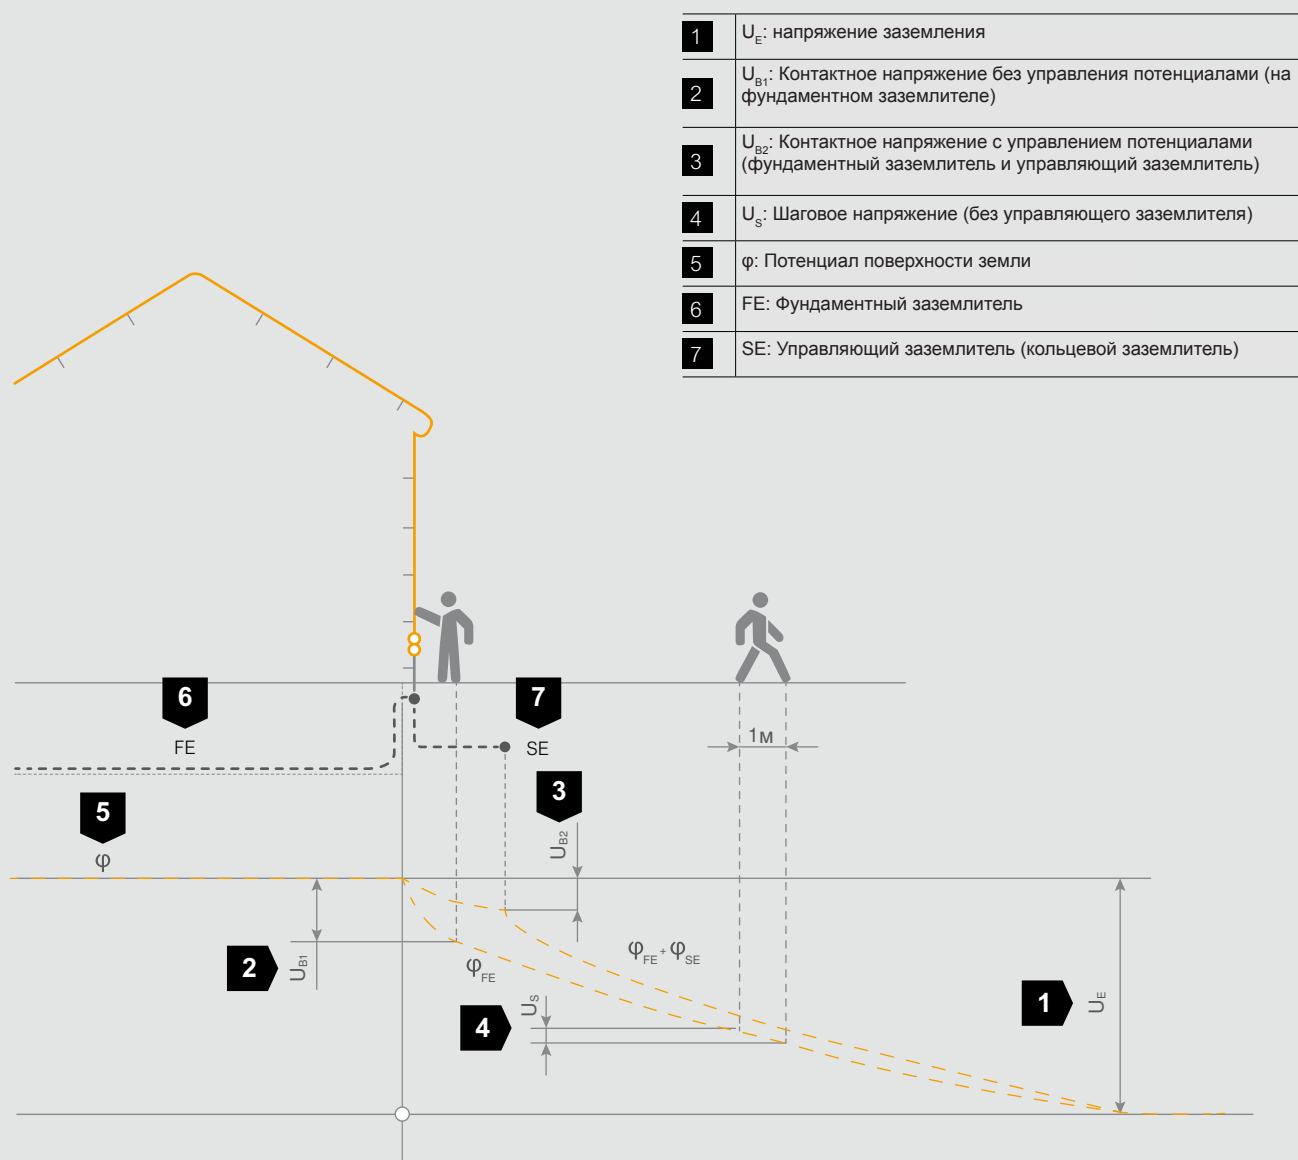 1 U_E: напряжение заземления
2 U_B1: Контактное напряжение без управления потенциалами (на
фундаментном заземлителе)
3 U_B2: Контактное напряжение с управлением потенциалами
(фундаментный заземлитель и управляющий заземлитель)
4 U_S: Шаговое напряжение (без управляющего заземлителя)
5 φ: Потенциал поверхности земли
6 FE: Фундаментный заземлитель
7 SE: Управляющий заземлитель (кольцевой заземлитель)
6
FE
7
SE
1м
5
φ
3
U_B2
2
U_B1
φ_FE
φ_FE + φ_SE
4
U_S
1
U_E